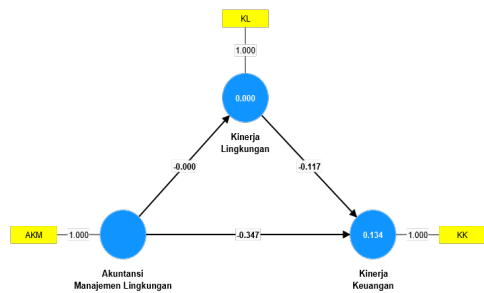 KL
1.000
0.000
Kinerja
Lingkungan
-0.000
-0.117
AKM
1.000
-0.347
0.134
1.000
KK
Akuntansi
Manajemen Lingkungan
Kinerja
Keuangan